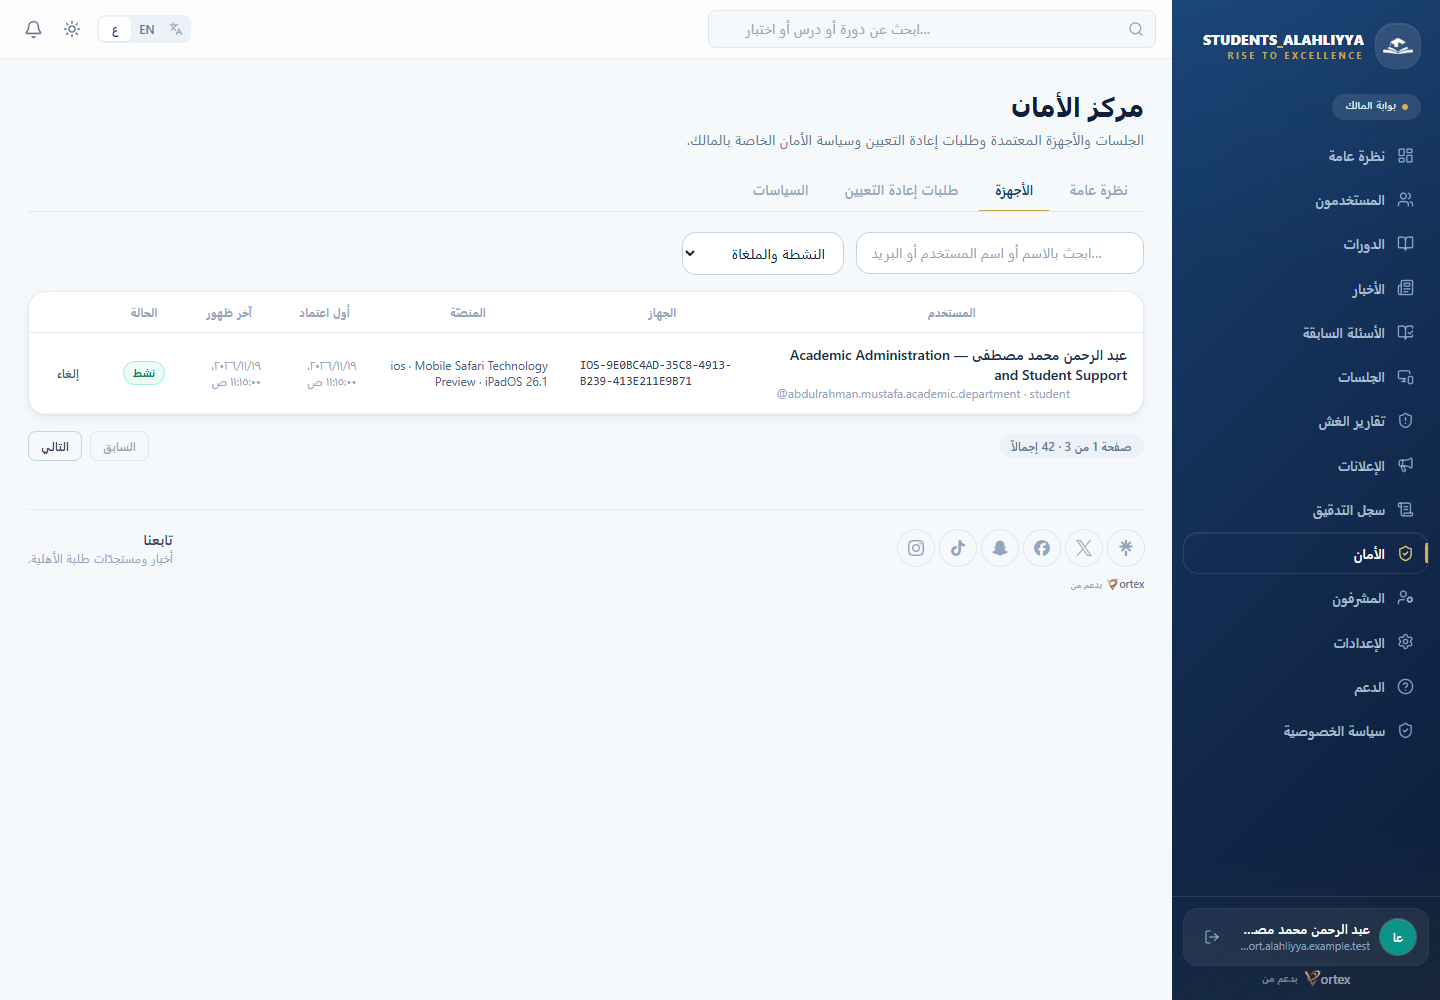 STUDENTS_ALAHLIYYA
RISE TO EXCELLENCE
بوابة المالك
نظرة عامة
المستخدمون
الدورات
الأخبار
الأسئلة السابقة
الجلسات
تقارير الغش
الإعلانات
سجل التدقيق
الأمان
المشرفون
الإعدادات
الدعم
سياسة الخصوصية
عبد الرحمن محمد مصـ...
...ort.alahliyya.example.test
بدعم من Vortex
ابحث عن دورة أو درس أو اختبار...
EN
ع
مركز الأمان
الجلسات والأجهزة المعتمدة وطلبات إعادة التعيين وسياسة الأمان الخاصة بالمالك.
نظرة عامة
الأجهزة
طلبات إعادة التعيين
السياسات
ابحث بالاسم أو اسم المستخدم أو البريد...
النشطة والملغاة
المستخدم
الجهاز
المنصّة
أول اعتماد
آخر ظهور
الحالة
عبد الرحمن محمد مصطفى — Academic Administration
and Student Support
@abdulrahman.mustafa.academic.department · student
IOS-9E0BC4AD-35C8-4913-
B239-413E211E9B71
ios · Mobile Safari Technology
Preview · iPadOS 26.1
١٩‏/١١‏/٢٠٢٦،
١١:١٥:٠٠ ص
١٩‏/١١‏/٢٠٢٦،
١١:١٥:٠٠ ص
نشط
إلغاء
صفحة 1 من 3 · 42 إجمالاً
السابق
التالي
تابعنا
أخبار ومستجدّات طلبة الأهلية.
بدعم من Vortex
عا